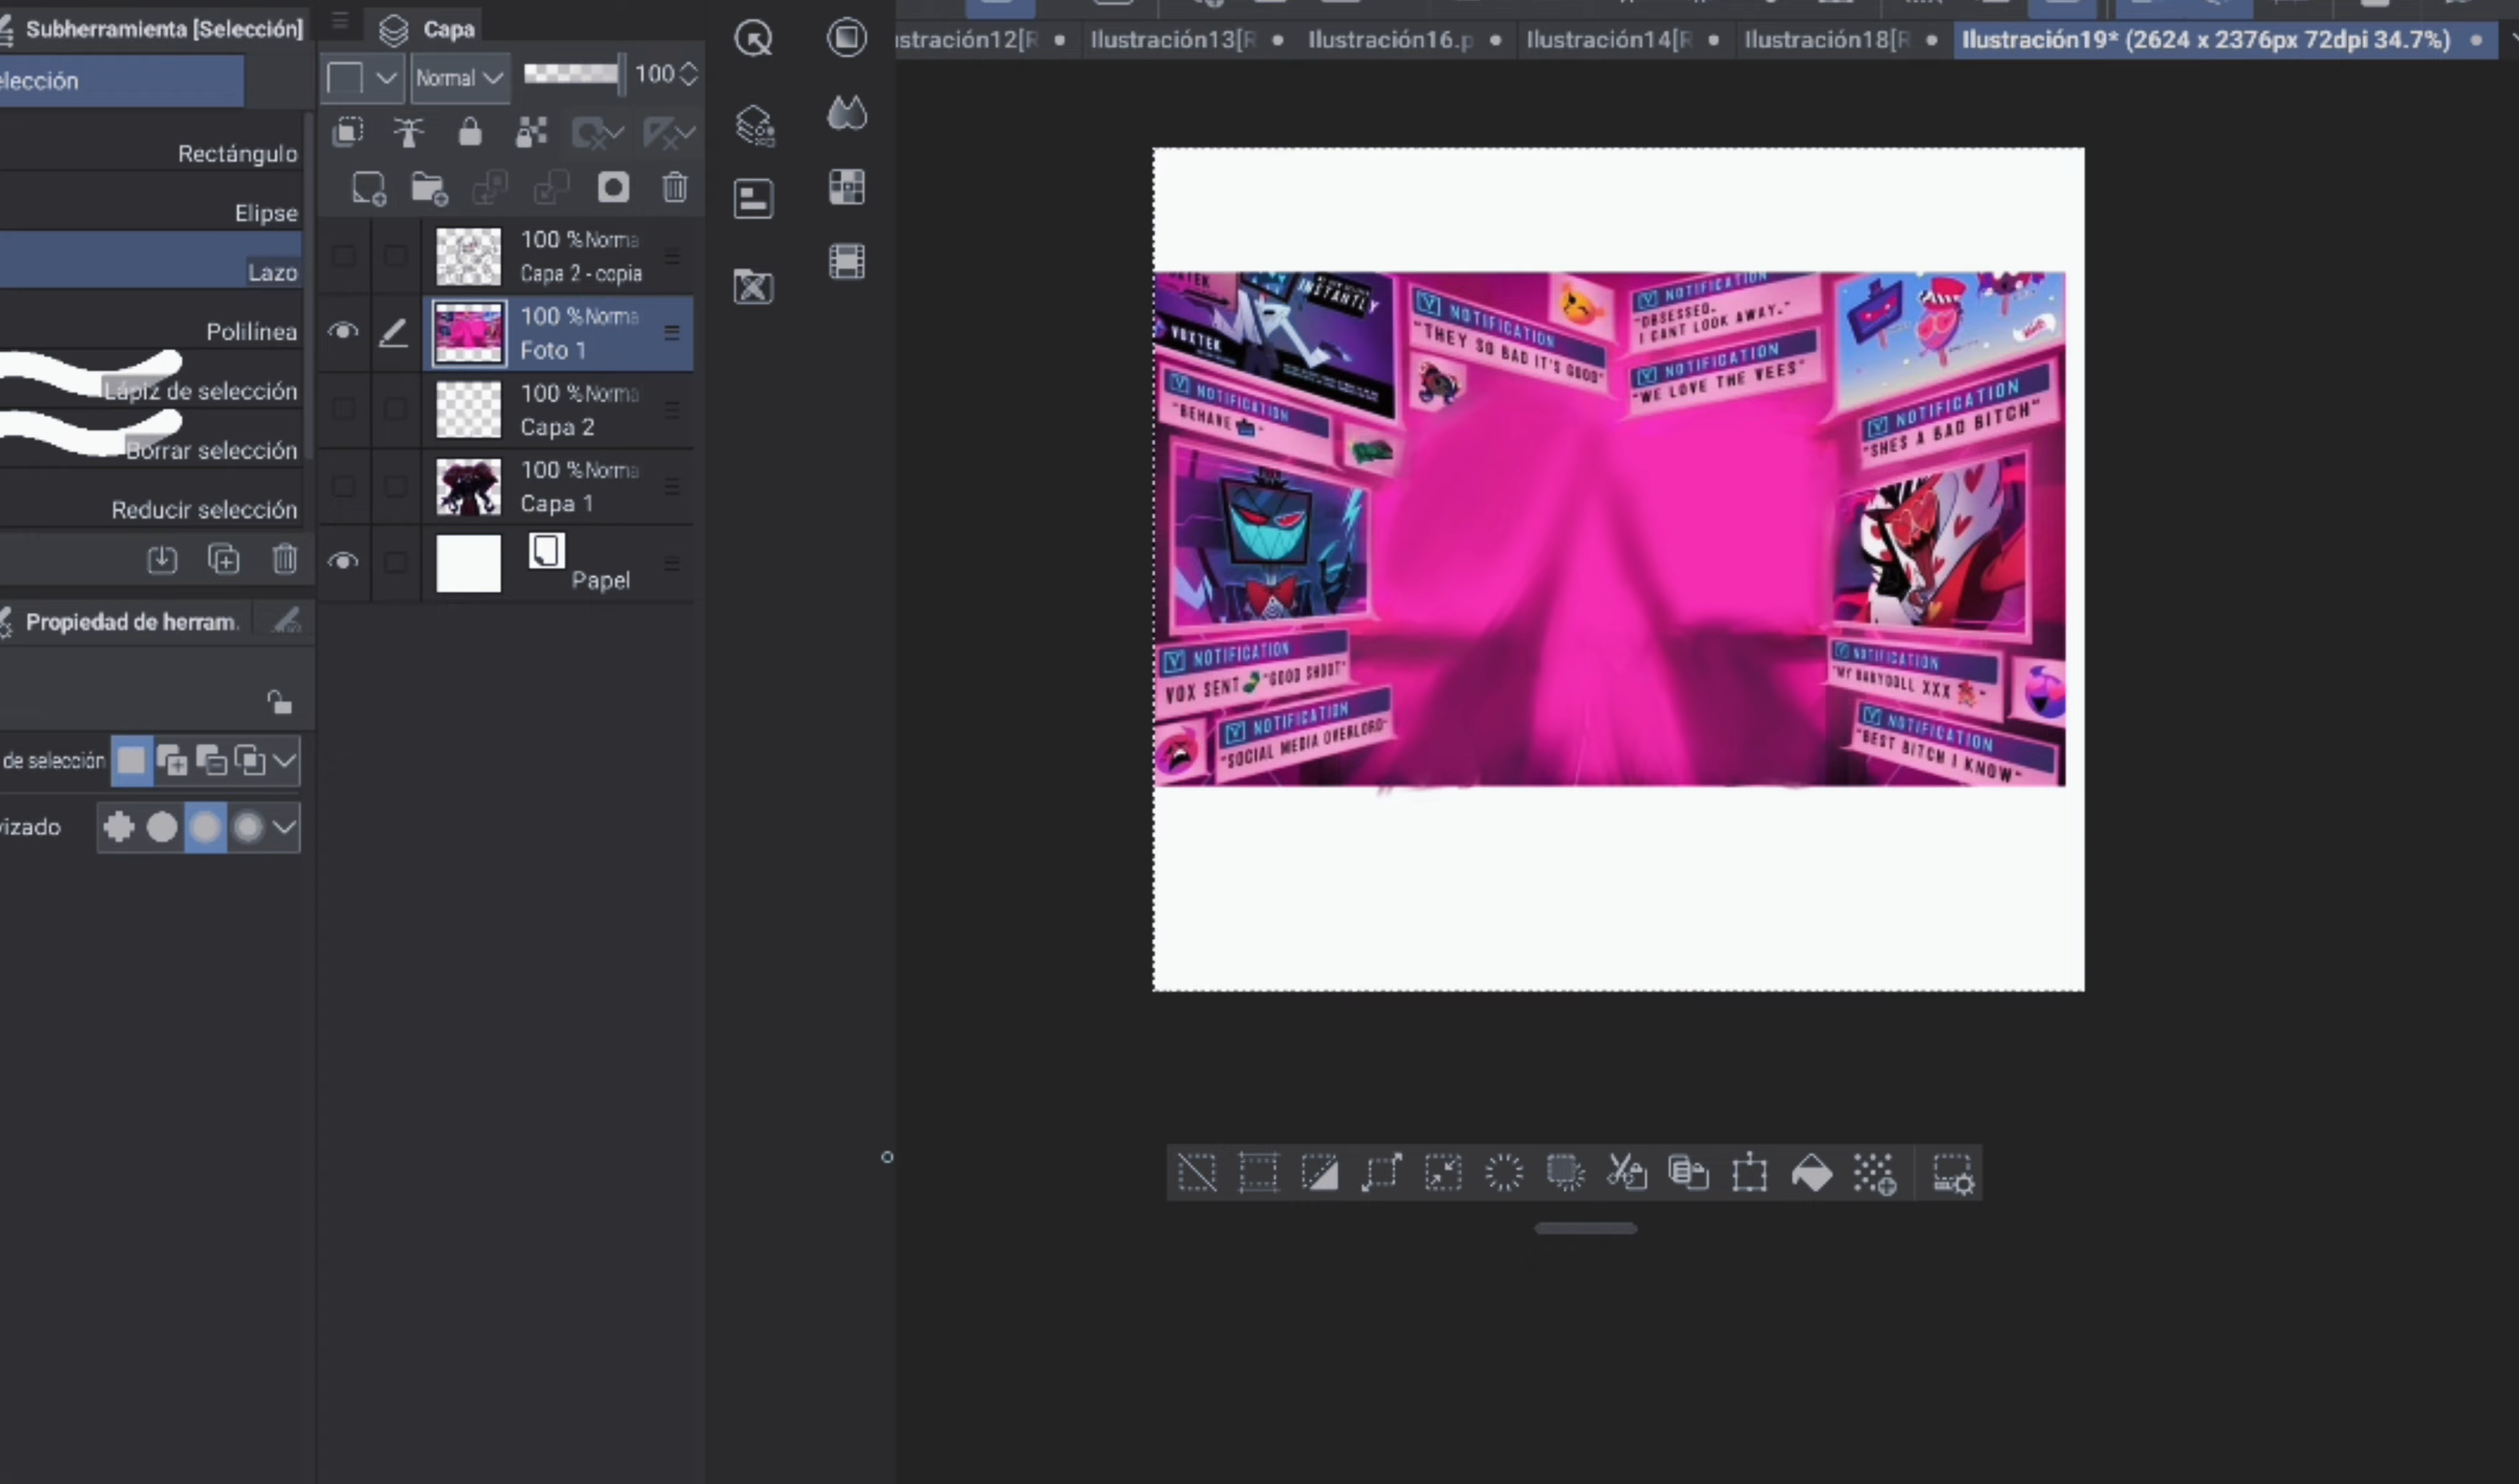 Subherramienta [Selección]
elección
Rectángulo
Elipse
Lazo
Polilínea
Lápiz de selección
Borrar selección
Reducir selección
Propiedad de herram.
de selección
Capa
Normal
100
100 %Norma
Capa 2 - copia
100 %Norma
Foto 1
100 %Norma
Capa 2
100 %Norma
Capa 1
Papel
Ilustración13[R
Ilustración16.p
Ilustración14[R
Ilustración18[R
Ilustración19* (2624 x 2376px 72dpi 34.7%)
INSTANTLY
VOXTEK
NOTIFICATION
"BEHAVE
NOTIFICATION
"THEY SO BAD IT'S GOOD"
NOTIFICATION
"OBSESSED.
I CANT LOOK AWAY."
NOTIFICATION
"WE LOVE THE VEES"
NOTIFICATION
"SHES A BAD BITCH"
NOTIFICATION
VOX SENT "GOOD SHOOT"
NOTIFICATION
"SOCIAL MEDIA OVERLORD"
NOTIFICATION
"MY BABYDOLL XXX "
NOTIFICATION
"BEST BITCH I KNOW"